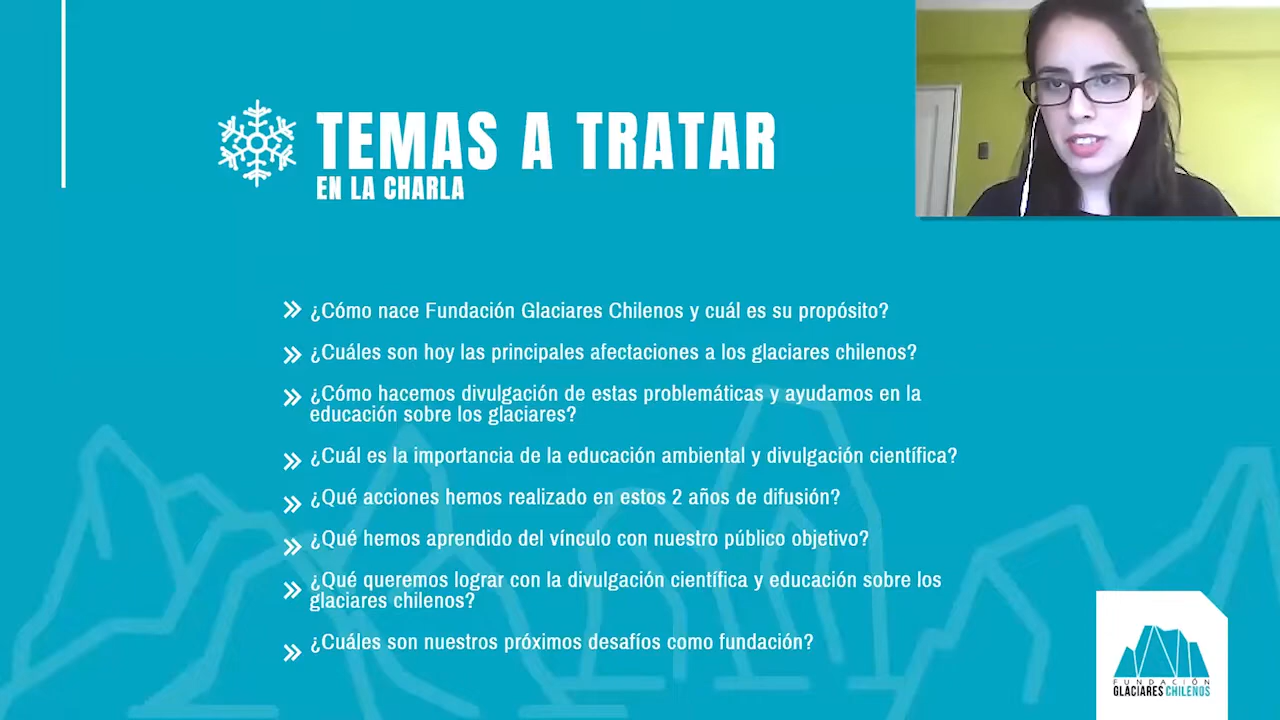 TEMAS A TRATAR
EN LA CHARLA
¿Cómo nace Fundación Glaciares Chilenos y cuál es su propósito?
¿Cuáles son hoy las principales afectaciones a los glaciares chilenos?
¿Cómo hacemos divulgación de estas problemáticas y ayudamos en la
educación sobre los glaciares?
¿Cuál es la importancia de la educación ambiental y divulgación científica?
¿Qué acciones hemos realizado en estos 2 años de difusión?
¿Qué hemos aprendido del vínculo con nuestro público objetivo?
¿Qué queremos lograr con la divulgación científica y educación sobre los
glaciares chilenos?
¿Cuáles son nuestros próximos desafíos como fundación?
FUNDACIÓN
GLACIARES CHILENOS